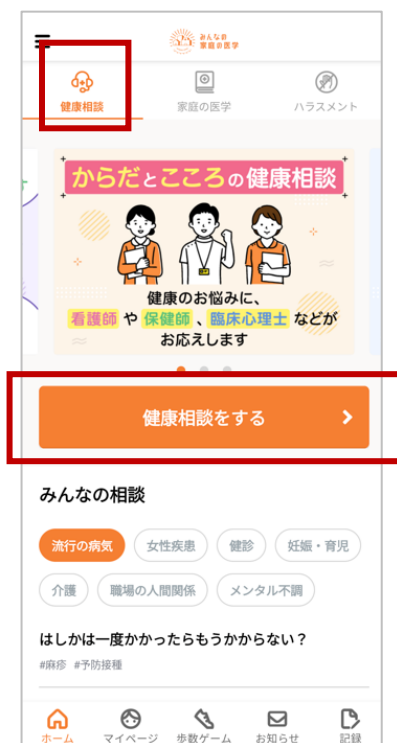 みんなの
家庭の医学
健康相談
家庭の医学
ハラスメント
からだとこころの健康相談
健康のお悩みに、
看護師 や 保健師 、臨床心理士 などが
お応えします
健康相談をする
みんなの相談
流行の病気
女性疾患
健診
妊娠・育児
介護
職場の人間関係
メンタル不調
はしかは一度かかったらもうかからない？
#麻疹 #予防接種
ホーム
マイページ
歩数ゲーム
お知らせ
記録